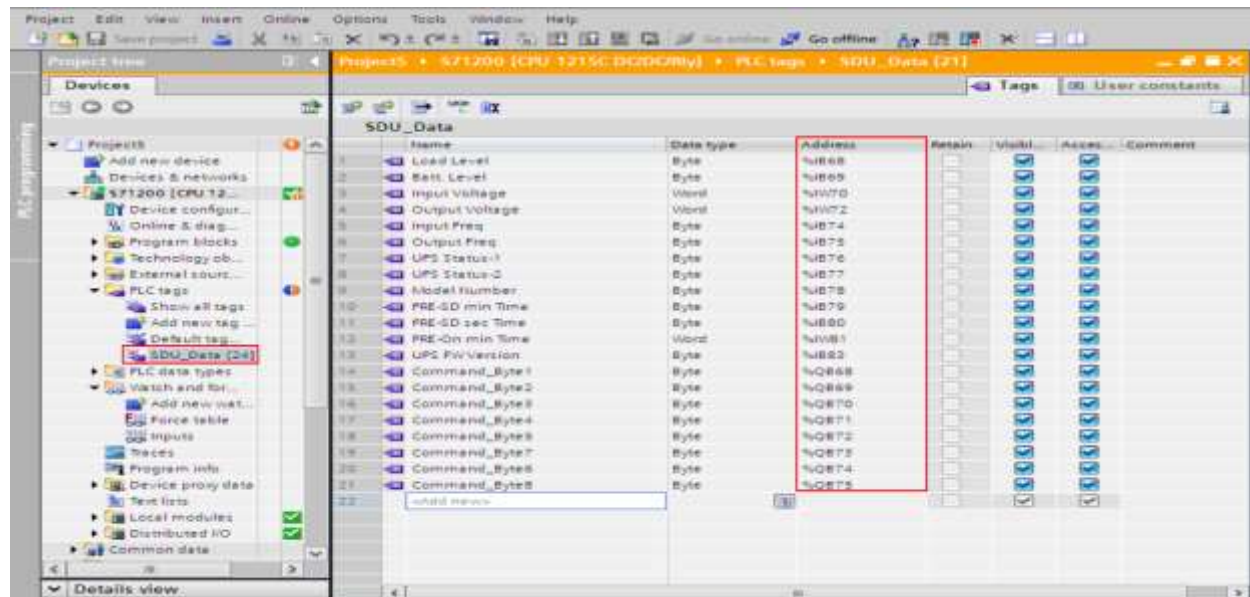 Project Edit View Insert Online Options Tools Window Help
Save project Go online Go offline
Project tree
Project5 S71200 [CPU 1215C DC/DC/Rly] PLC tags SDU_Data [21]
Devices
Tags User constants
SDU_Data
Name Data type Address Retain Visibl... Acces... Comment
1 Load Level Byte %IB68
2 Batt. Level Byte %IB69
3 Input Voltage Word %IW70
4 Output Voltage Word %IW72
5 Input Freq Byte %IB74
6 Output Freq Byte %IB75
7 UPS Status-1 Byte %IB76
8 UPS Status-2 Byte %IB77
9 Model Number Byte %IB78
10 PRE-SD min Time Byte %IB79
11 PRE-SD sec Time Byte %IB80
12 PRE-On min Time Word %IW81
13 UPS FW Version Byte %IB83
14 Command_Byte1 Byte %QB68
15 Command_Byte2 Byte %QB69
16 Command_Byte3 Byte %QB70
17 Command_Byte4 Byte %QB71
18 Byte %QB72
19 Command_Byte7 Byte %QB73
20 Command_Byte6 Byte %QB74
21 Command_Byte8 Byte %QB75
22 <Add new>
Project5
Add new device
Devices & networks
S71200 [CPU 12...
Device configur...
Online & diag...
Program blocks
Technology ob...
External sourc...
PLC tags
Show all tags
Add new tag ...
Default tag...
SDU_Data [24]
PLC data types
Watch and for...
Add new wat...
Force table
Inputs
Traces
Program info
Device proxy data
Text lists
Local modules
Distributed I/O
Common data
Details view